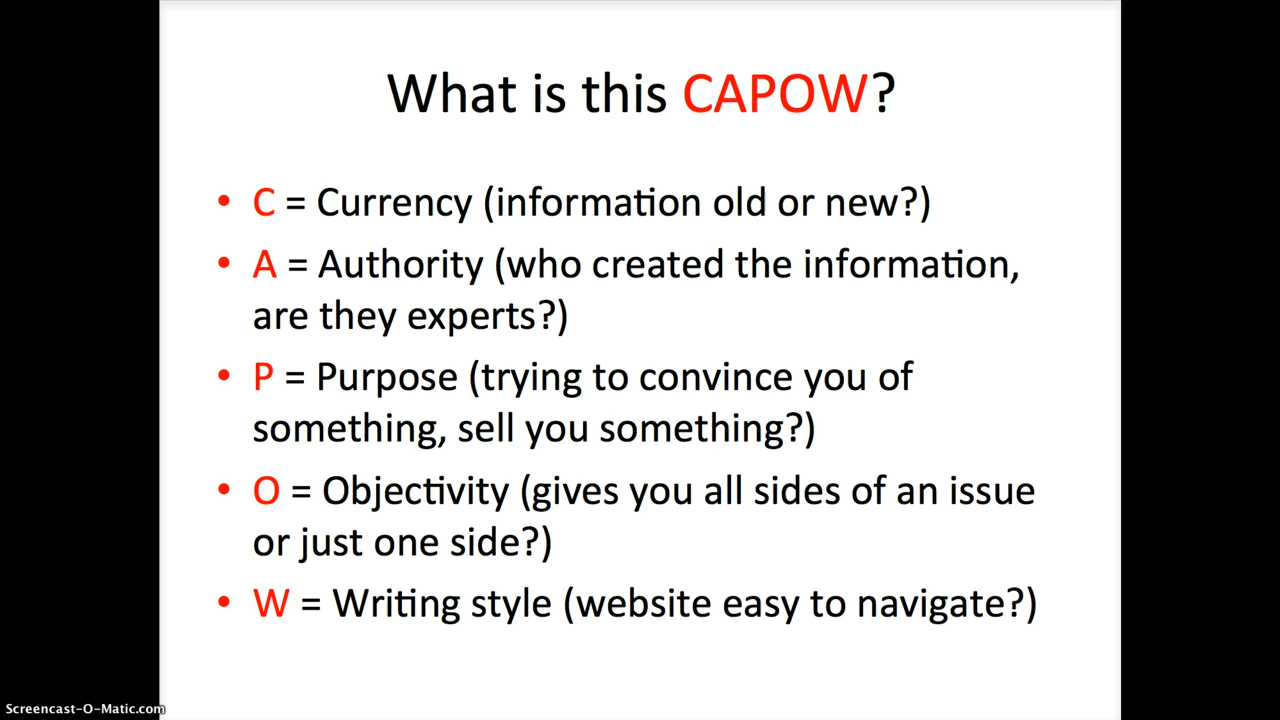 What is this CAPOW?
• C = Currency (information old or new?)
• A = Authority (who created the information,
are they experts?)
• P = Purpose (trying to convince you of
something, sell you something?)
• O = Objectivity (gives you all sides of an issue
or just one side?)
• W = Writing style (website easy to navigate?)
Screencast-O-Matic.com